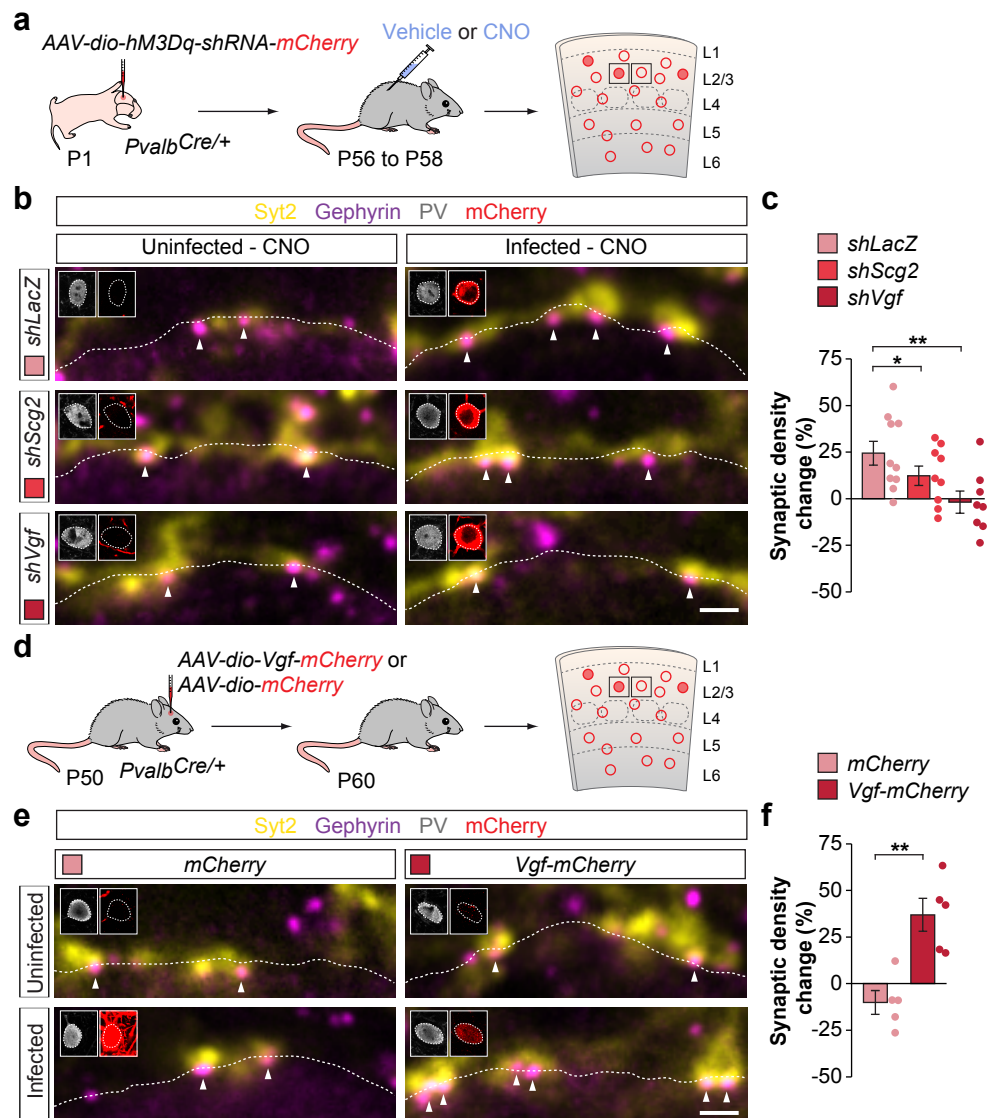 a
AAV-dio-hM3Dq-shRNA-mCherry
Vehicle or CNO
P1
Pvalb^Cre/+
P56 to P58
L1
L2/3
L4
L5
L6
b
Syt2 Gephyrin PV mCherry
Uninfected - CNO
Infected - CNO
shLacZ
shScg2
shVgf
c
shLacZ
shScg2
shVgf
**
*
75
50
25
0
-25
-50
Synaptic density
change (%)
d
AAV-dio-Vgf-mCherry or
AAV-dio-mCherry
P50
Pvalb^Cre/+
P60
L1
L2/3
L4
L5
L6
e
Syt2 Gephyrin PV mCherry
mCherry
Vgf-mCherry
Uninfected
Infected
mCherry
Vgf-mCherry
f
**
75
50
25
0
-25
-50
Synaptic density
change (%)